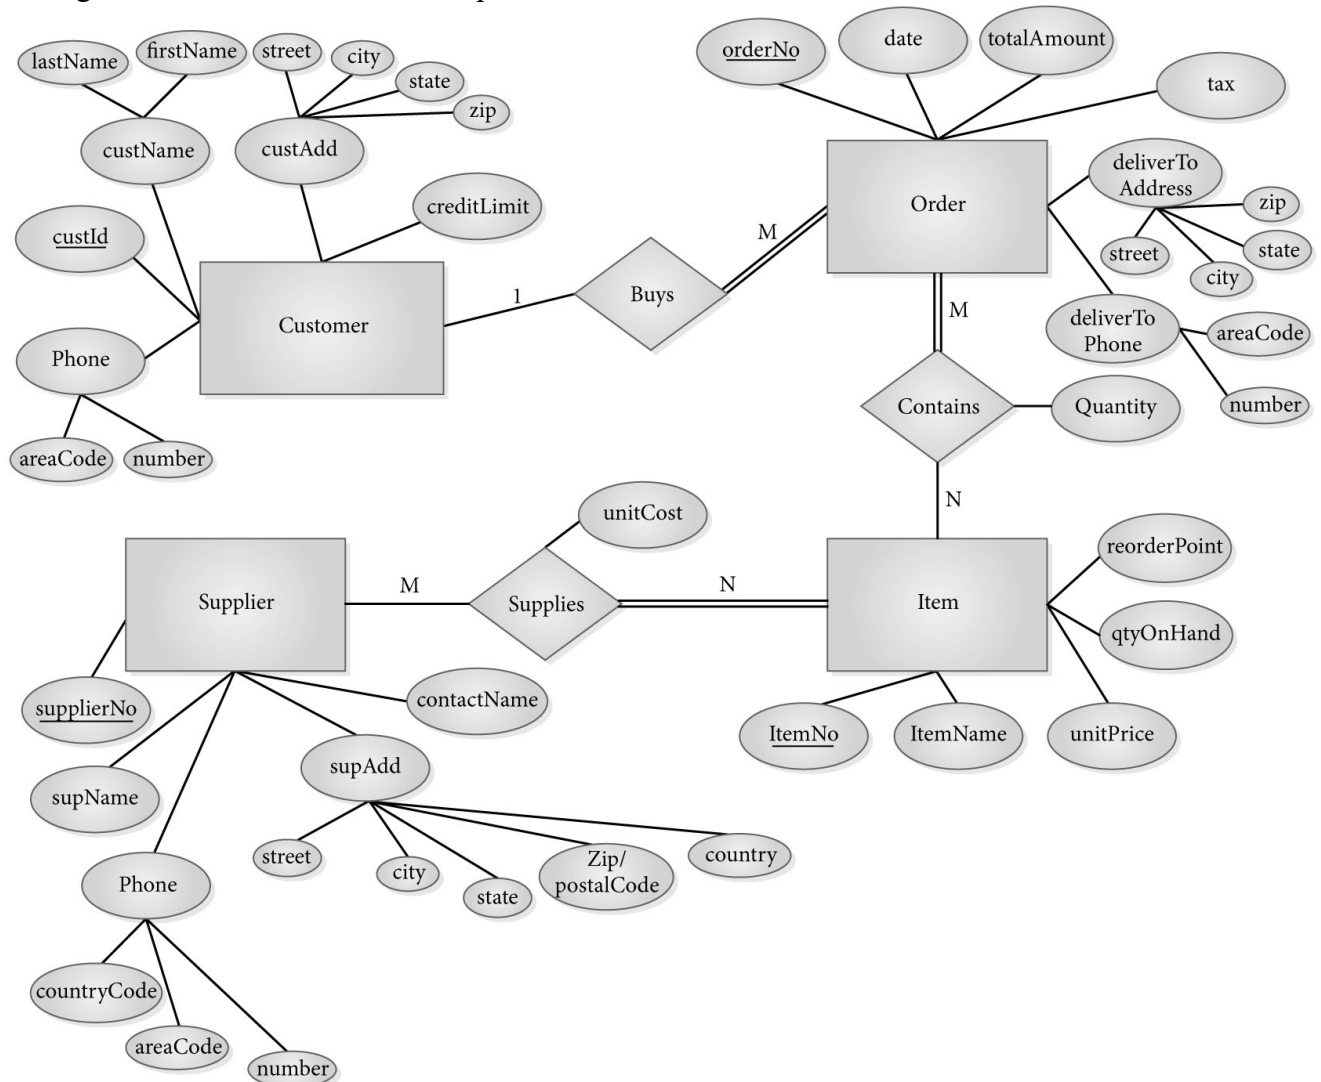 lastName
firstName
street
city
state
zip
custName
custAdd
custId
creditLimit
Phone
areaCode
number
Customer
1
Buys
M
orderNo
date
totalAmount
tax
Order
deliverTo
Address
zip
state
city
street
deliverTo
Phone
areaCode
number
M
Contains
Quantity
N
unitCost
Supplier
M
Supplies
N
Item
reorderPoint
qtyOnHand
unitPrice
ItemNo
ItemName
supplierNo
contactName
supName
supAdd
street
city
state
Zip/
postalCode
country
Phone
countryCode
areaCode
number